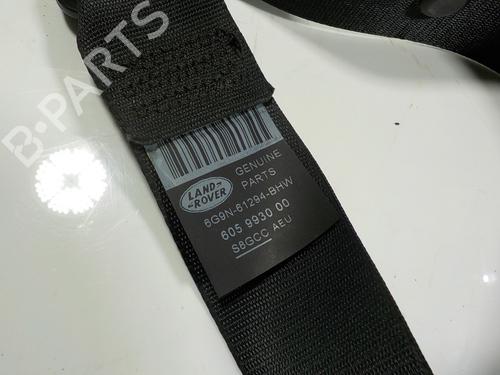 B-PARTS
LAND-
-ROVER
GENUINE
PARTS
6G9N-61294-BHW
605 9930 00
S8GCC AEU